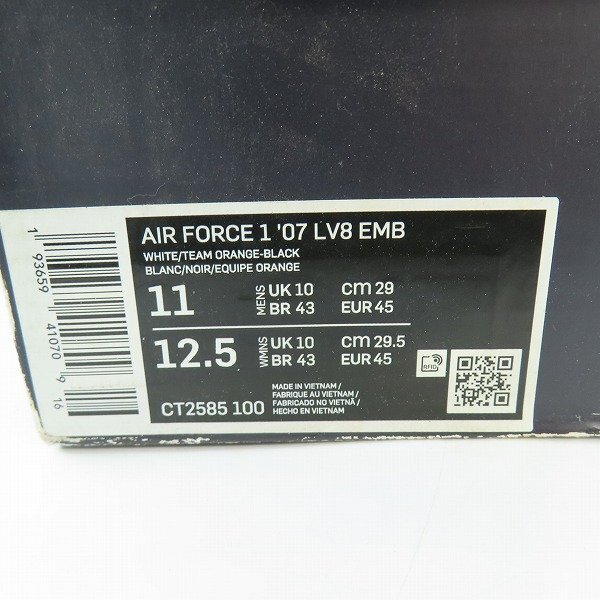 AIR FORCE 1 '07 LV8 EMB
WHITE/TEAM ORANGE-BLACK
BLANC/NOIR/EQUIPE ORANGE
11 MENS UK 10 CM 29
BR 43 EUR 45
12.5 WMNS UK 10 CM 29.5
BR 43 EUR 45
RFID
CT2585 100
MADE IN VIETNAM /
FABRIQUE AU VIETNAM /
FABRICADO NO VIETNÃ /
HECHO EN VIETNAM
1 93659 41070 9 16